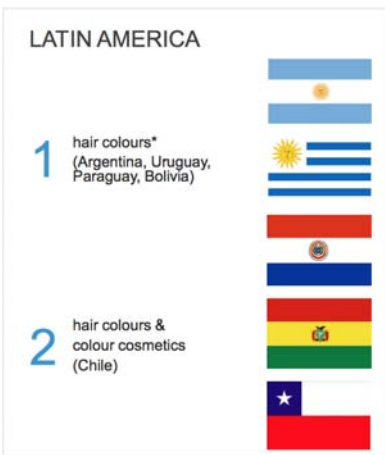 LATIN AMERICA
1
hair colours*
(Argentina, Uruguay,
Paraguay, Bolivia)
2
hair colours &
colour cosmetics
(Chile)